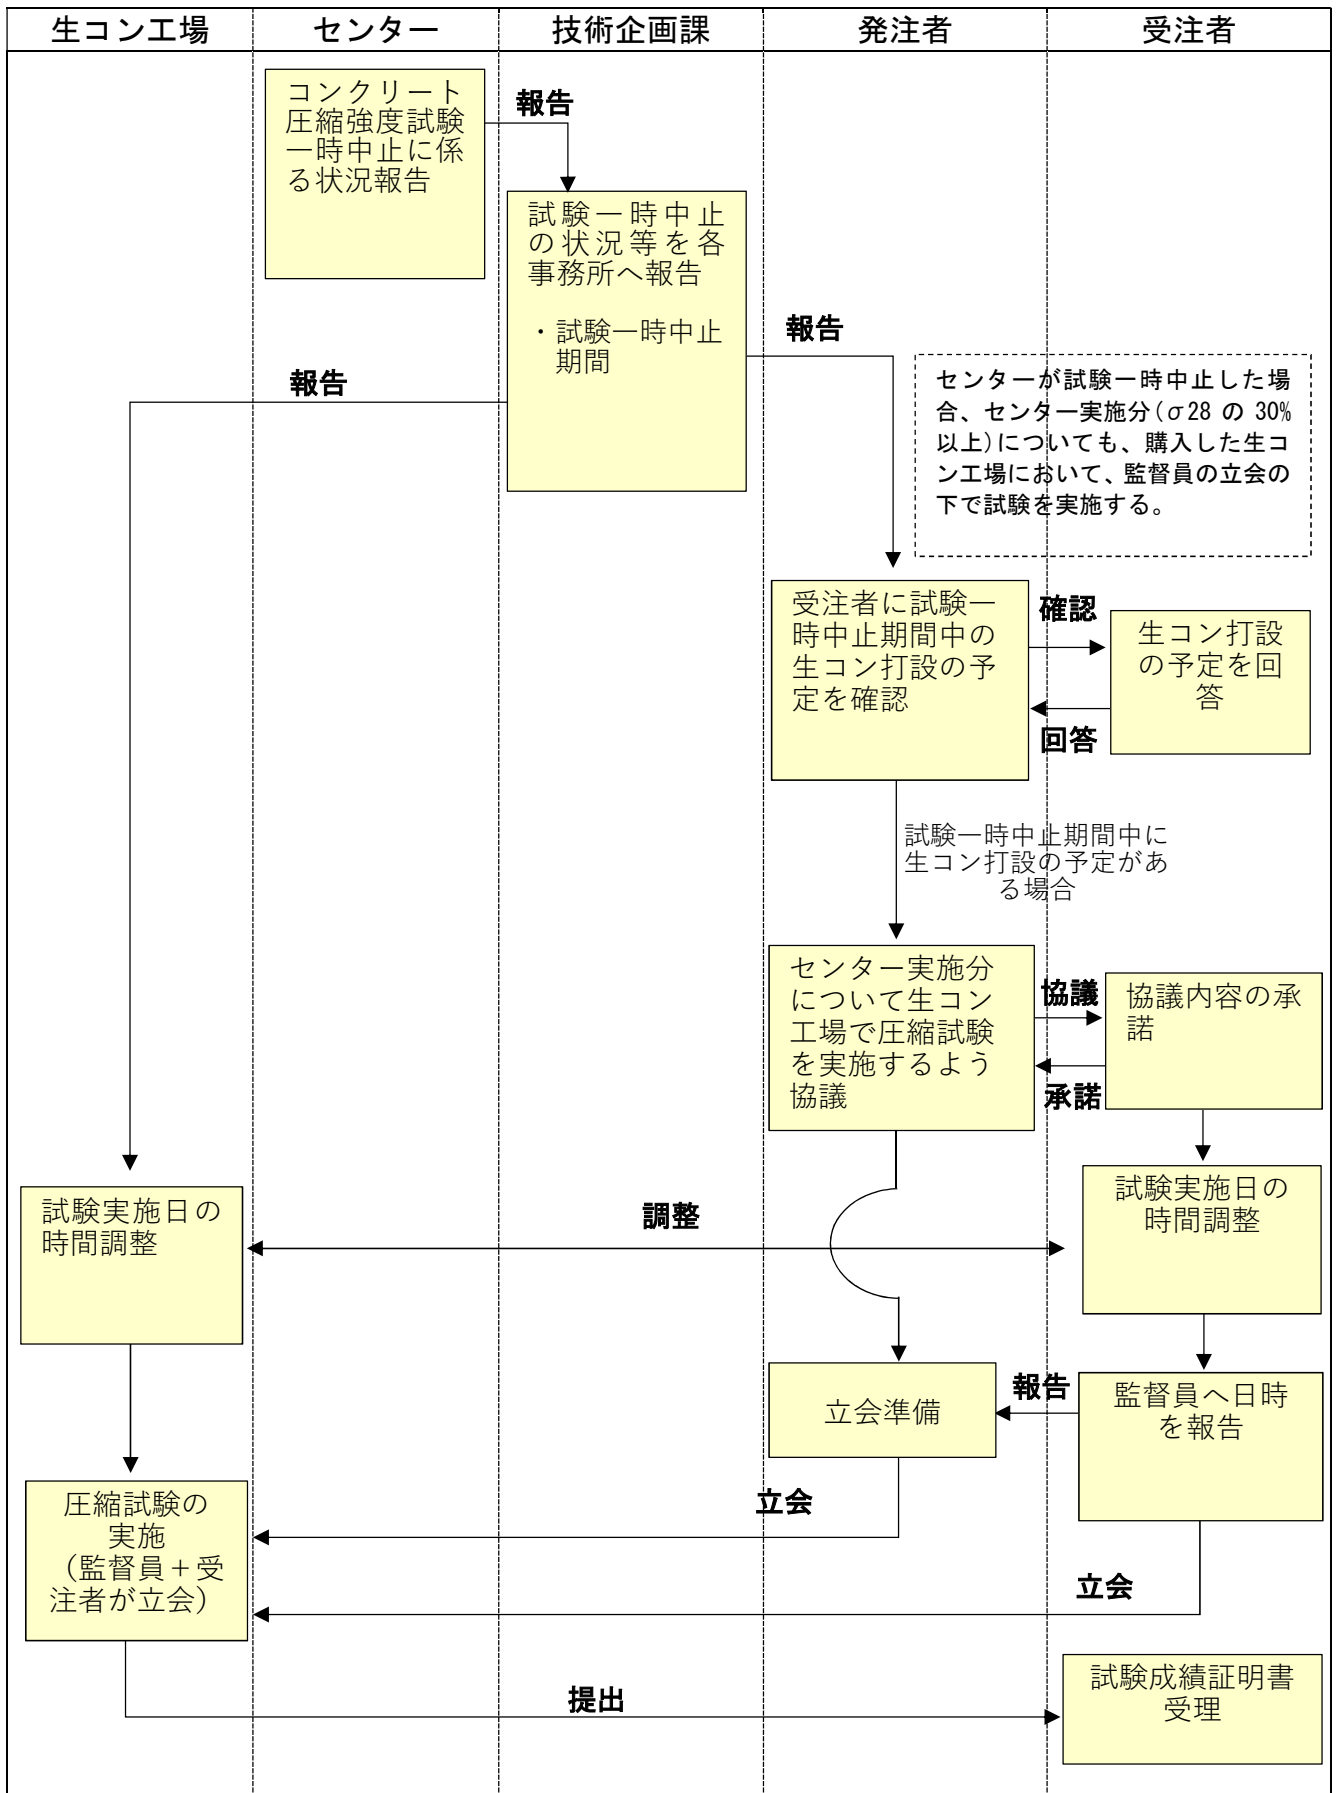 生コン工場
センター
技術企画課
発注者
受注者
コンクリート
圧縮強度試験
一時中止に係
る状況報告
報告
試験一時中止
の状況等を各
事務所へ報告
・試験一時中止
期間
報告
報告
センターが試験一時中止した場
合、センター実施分(σ28 の 30%
以上)についても、購入した生コ
ン工場において、監督員の立会の
下で試験を実施する。
受注者に試験一
時中止期間中の
生コン打設の予
定を確認
確認
生コン打設
の予定を回
答
回答
試験一時中止期間中に
生コン打設の予定があ
る場合
センター実施分
について生コン
工場で圧縮試験
を実施するよう
協議
協議
協議内容の承
諾
承諾
試験実施日の
時間調整
調整
試験実施日の
時間調整
立会準備
報告
監督員へ日時
を報告
圧縮試験の
実施
（監督員＋受
注者が立会）
立会
立会
提出
試験成績証明書
受理